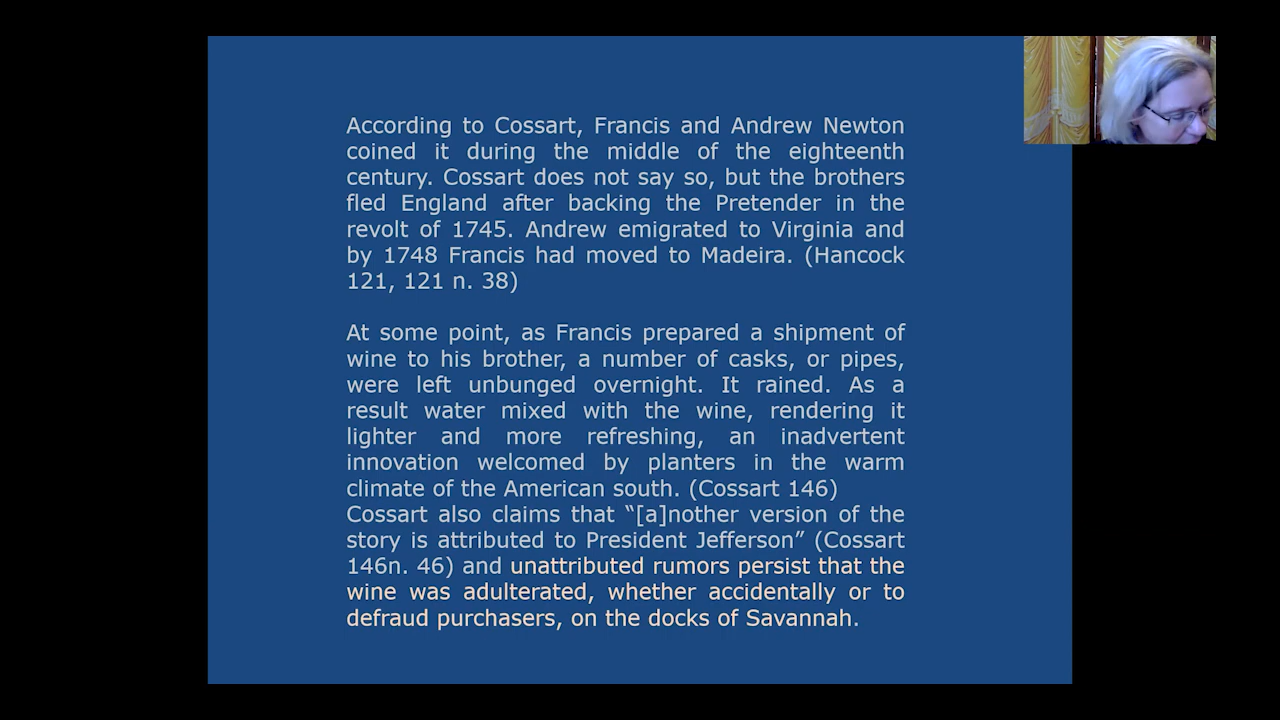 According to Cossart, Francis and Andrew Newton
coined it during the middle of the eighteenth
century. Cossart does not say so, but the brothers
fled England after backing the Pretender in the
revolt of 1745. Andrew emigrated to Virginia and
by 1748 Francis had moved to Madeira. (Hancock
121, 121 n. 38)
At some point, as Francis prepared a shipment of
wine to his brother, a number of casks, or pipes,
were left unbunged overnight. It rained. As a
result water mixed with the wine, rendering it
lighter and more refreshing, an inadvertent
innovation welcomed by planters in the warm
climate of the American south. (Cossart 146)
Cossart also claims that “[a]nother version of the
story is attributed to President Jefferson” (Cossart
146n. 46) and unattributed rumors persist that the
wine was adulterated, whether accidentally or to
defraud purchasers, on the docks of Savannah.